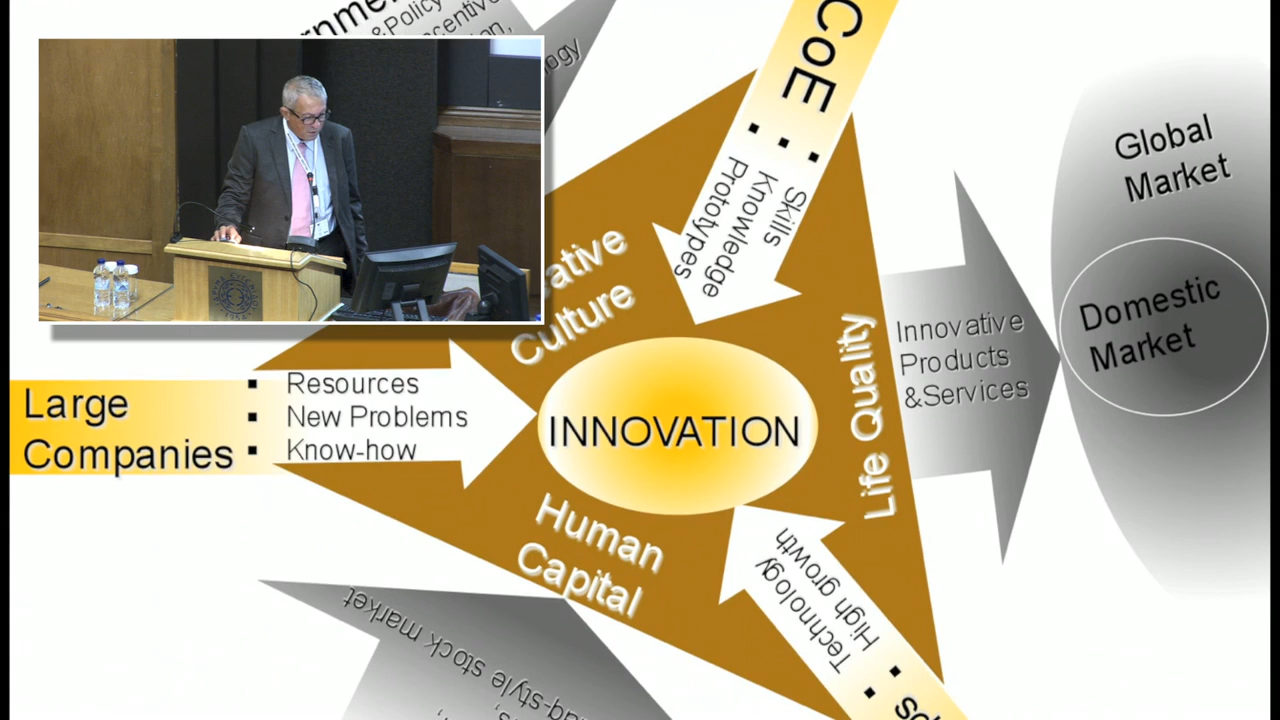 &Policy
CoE
▪ Skills
▪ Knowledge
▪ Prototypes
Global
Market
Domestic
Market
Culture
Innovative
Products
&Services
Life Quality
Large
Companies
▪ Resources
▪ New Problems
▪ Know-how
INNOVATION
Human
Capital
▪ High growth
▪ Technology
stock market